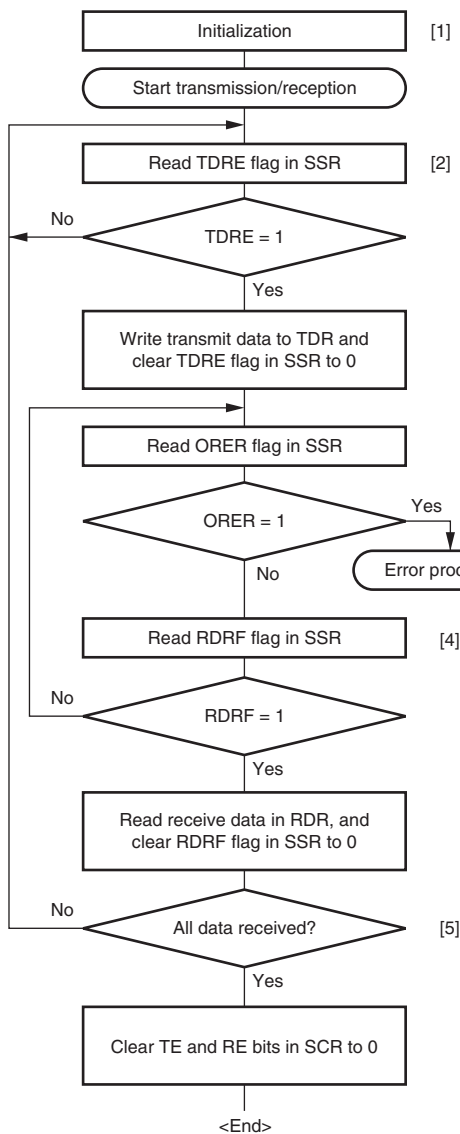 Initialization [1]
Start transmission/reception
Read TDRE flag in SSR [2]
No
TDRE = 1
Yes
Write transmit data to TDR and
clear TDRE flag in SSR to 0
Read ORER flag in SSR
Yes
ORER = 1
No
Error
Read RDRF flag in SSR [4]
No
RDRF = 1
Yes
Read receive data in RDR, and
clear RDRF flag in SSR to 0
No
All data received? [5]
Yes
Clear TE and RE bits in SCR to 0
<End>